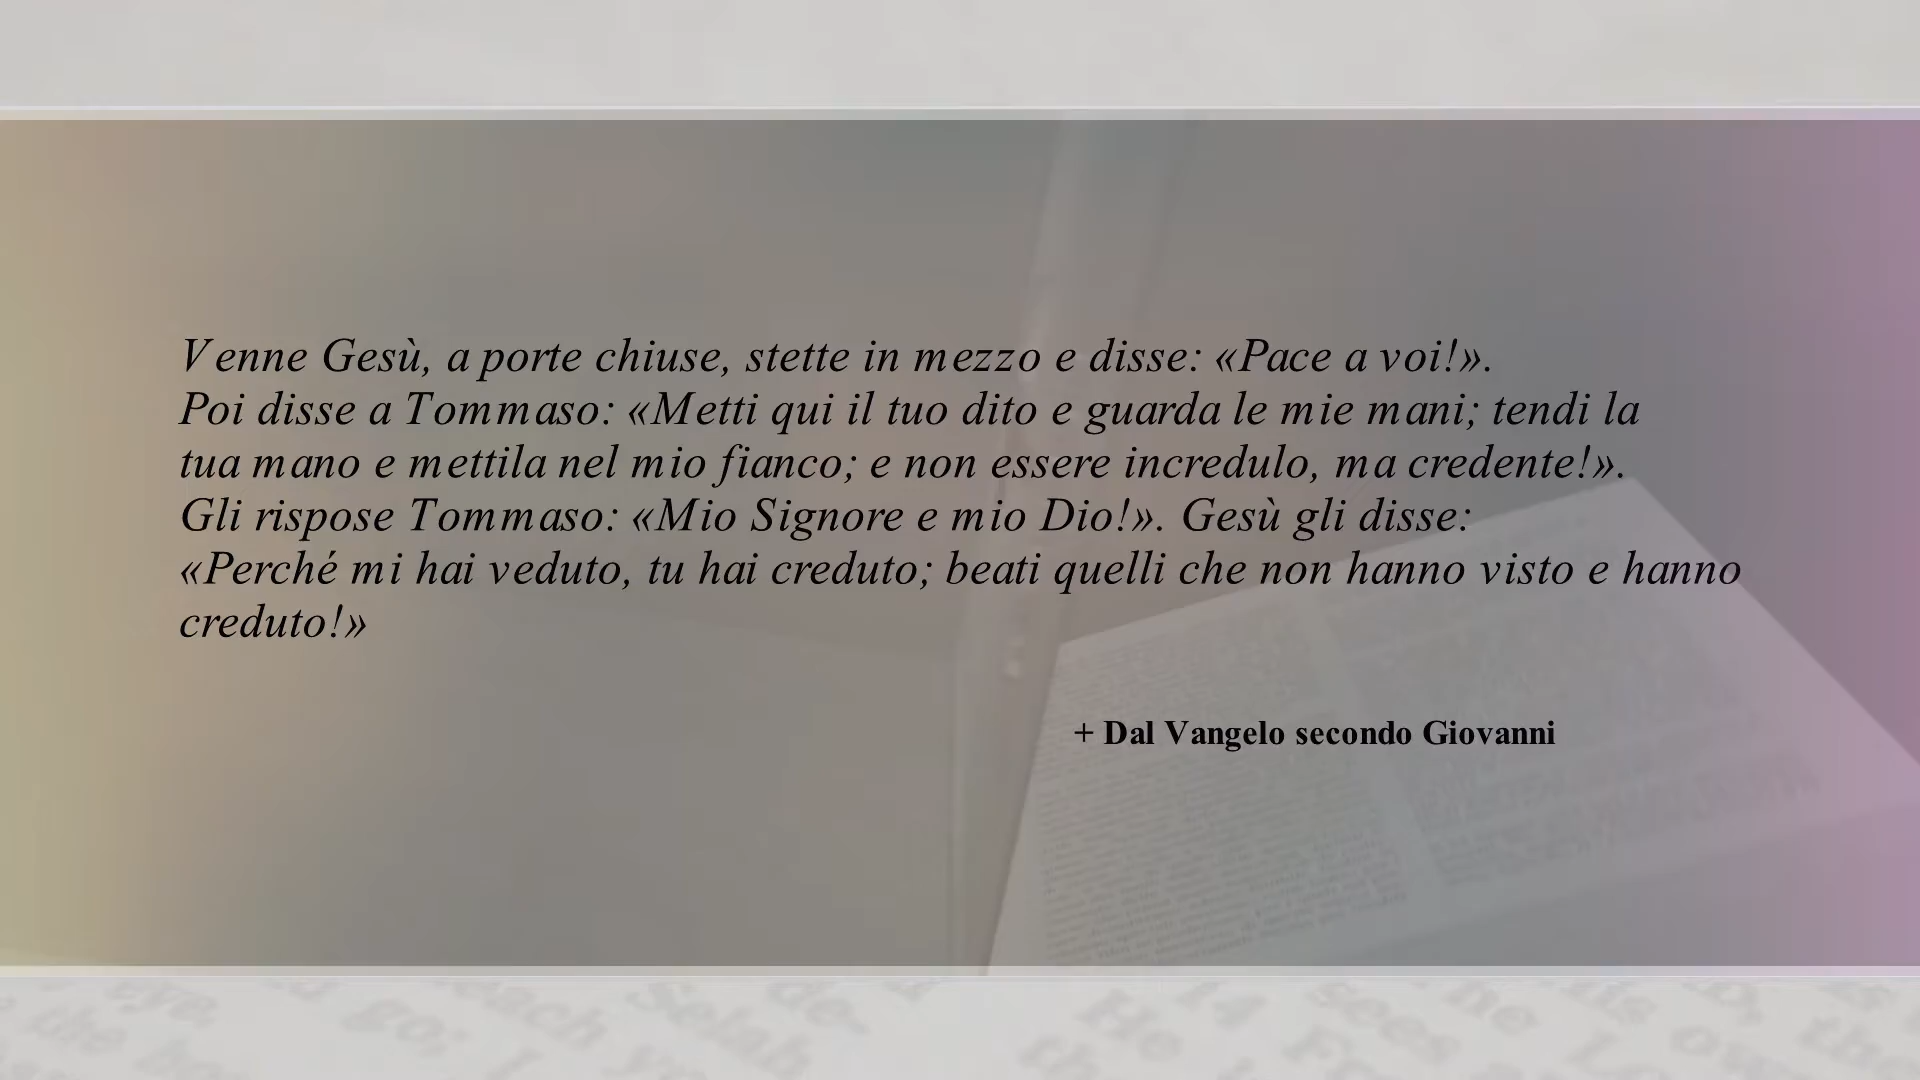 Venne Gesù, a porte chiuse, stette in mezzo e disse: «Pace a voi!».
Poi disse a Tommaso: «Metti qui il tuo dito e guarda le mie mani; tendi la
tua mano e mettila nel mio fianco; e non essere incredulo, ma credente!».
Gli rispose Tommaso: «Mio Signore e mio Dio!». Gesù gli disse:
«Perché mi hai veduto, tu hai creduto; beati quelli che non hanno visto e hanno
creduto!»
+ Dal Vangelo secondo Giovanni